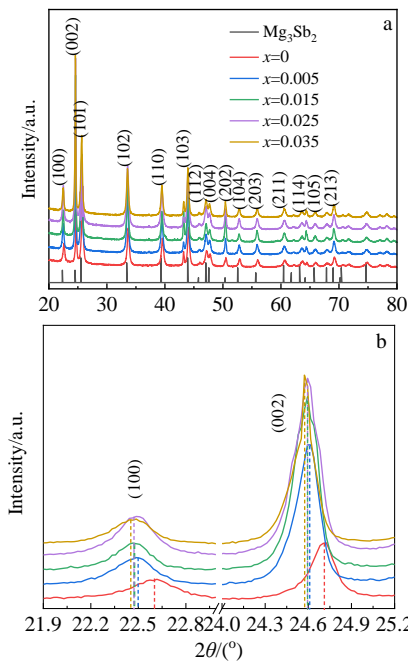 a
Mg₃Sb₂
x=0
x=0.005
x=0.015
x=0.025
x=0.035
(100)
(002)
(101)
(102)
(110)
(103)
(112)
(004)
(202)
(104)
(203)
(211)
(114)
(105)
(213)
Intensity/a.u.
20 30 40 50 60 70 80
b
(002)
(100)
Intensity/a.u.
21.9 22.2 22.5 22.8 24.0 24.3 24.6 24.9 25.2
2θ/(°)